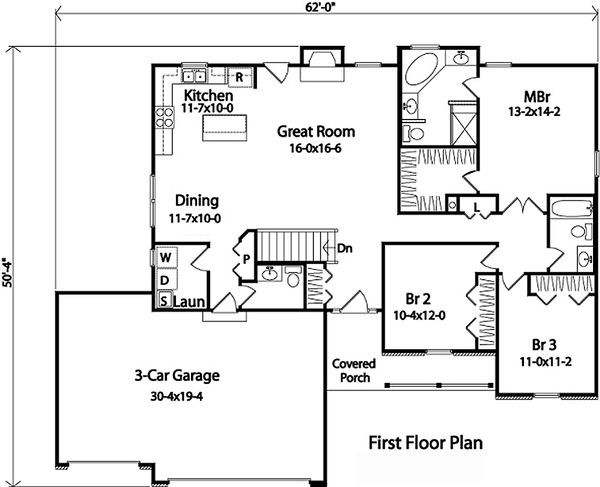 62'-0"
50'-4"
Kitchen
11-7x10-0
R
Great Room
16-0x16-6
MBr
13-2x14-2
Dining
11-7x10-0
L
W
D
S Laun
P
Dn
Br 2
10-4x12-0
Br 3
11-0x11-2
3-Car Garage
30-4x19-4
Covered
Porch
First Floor Plan